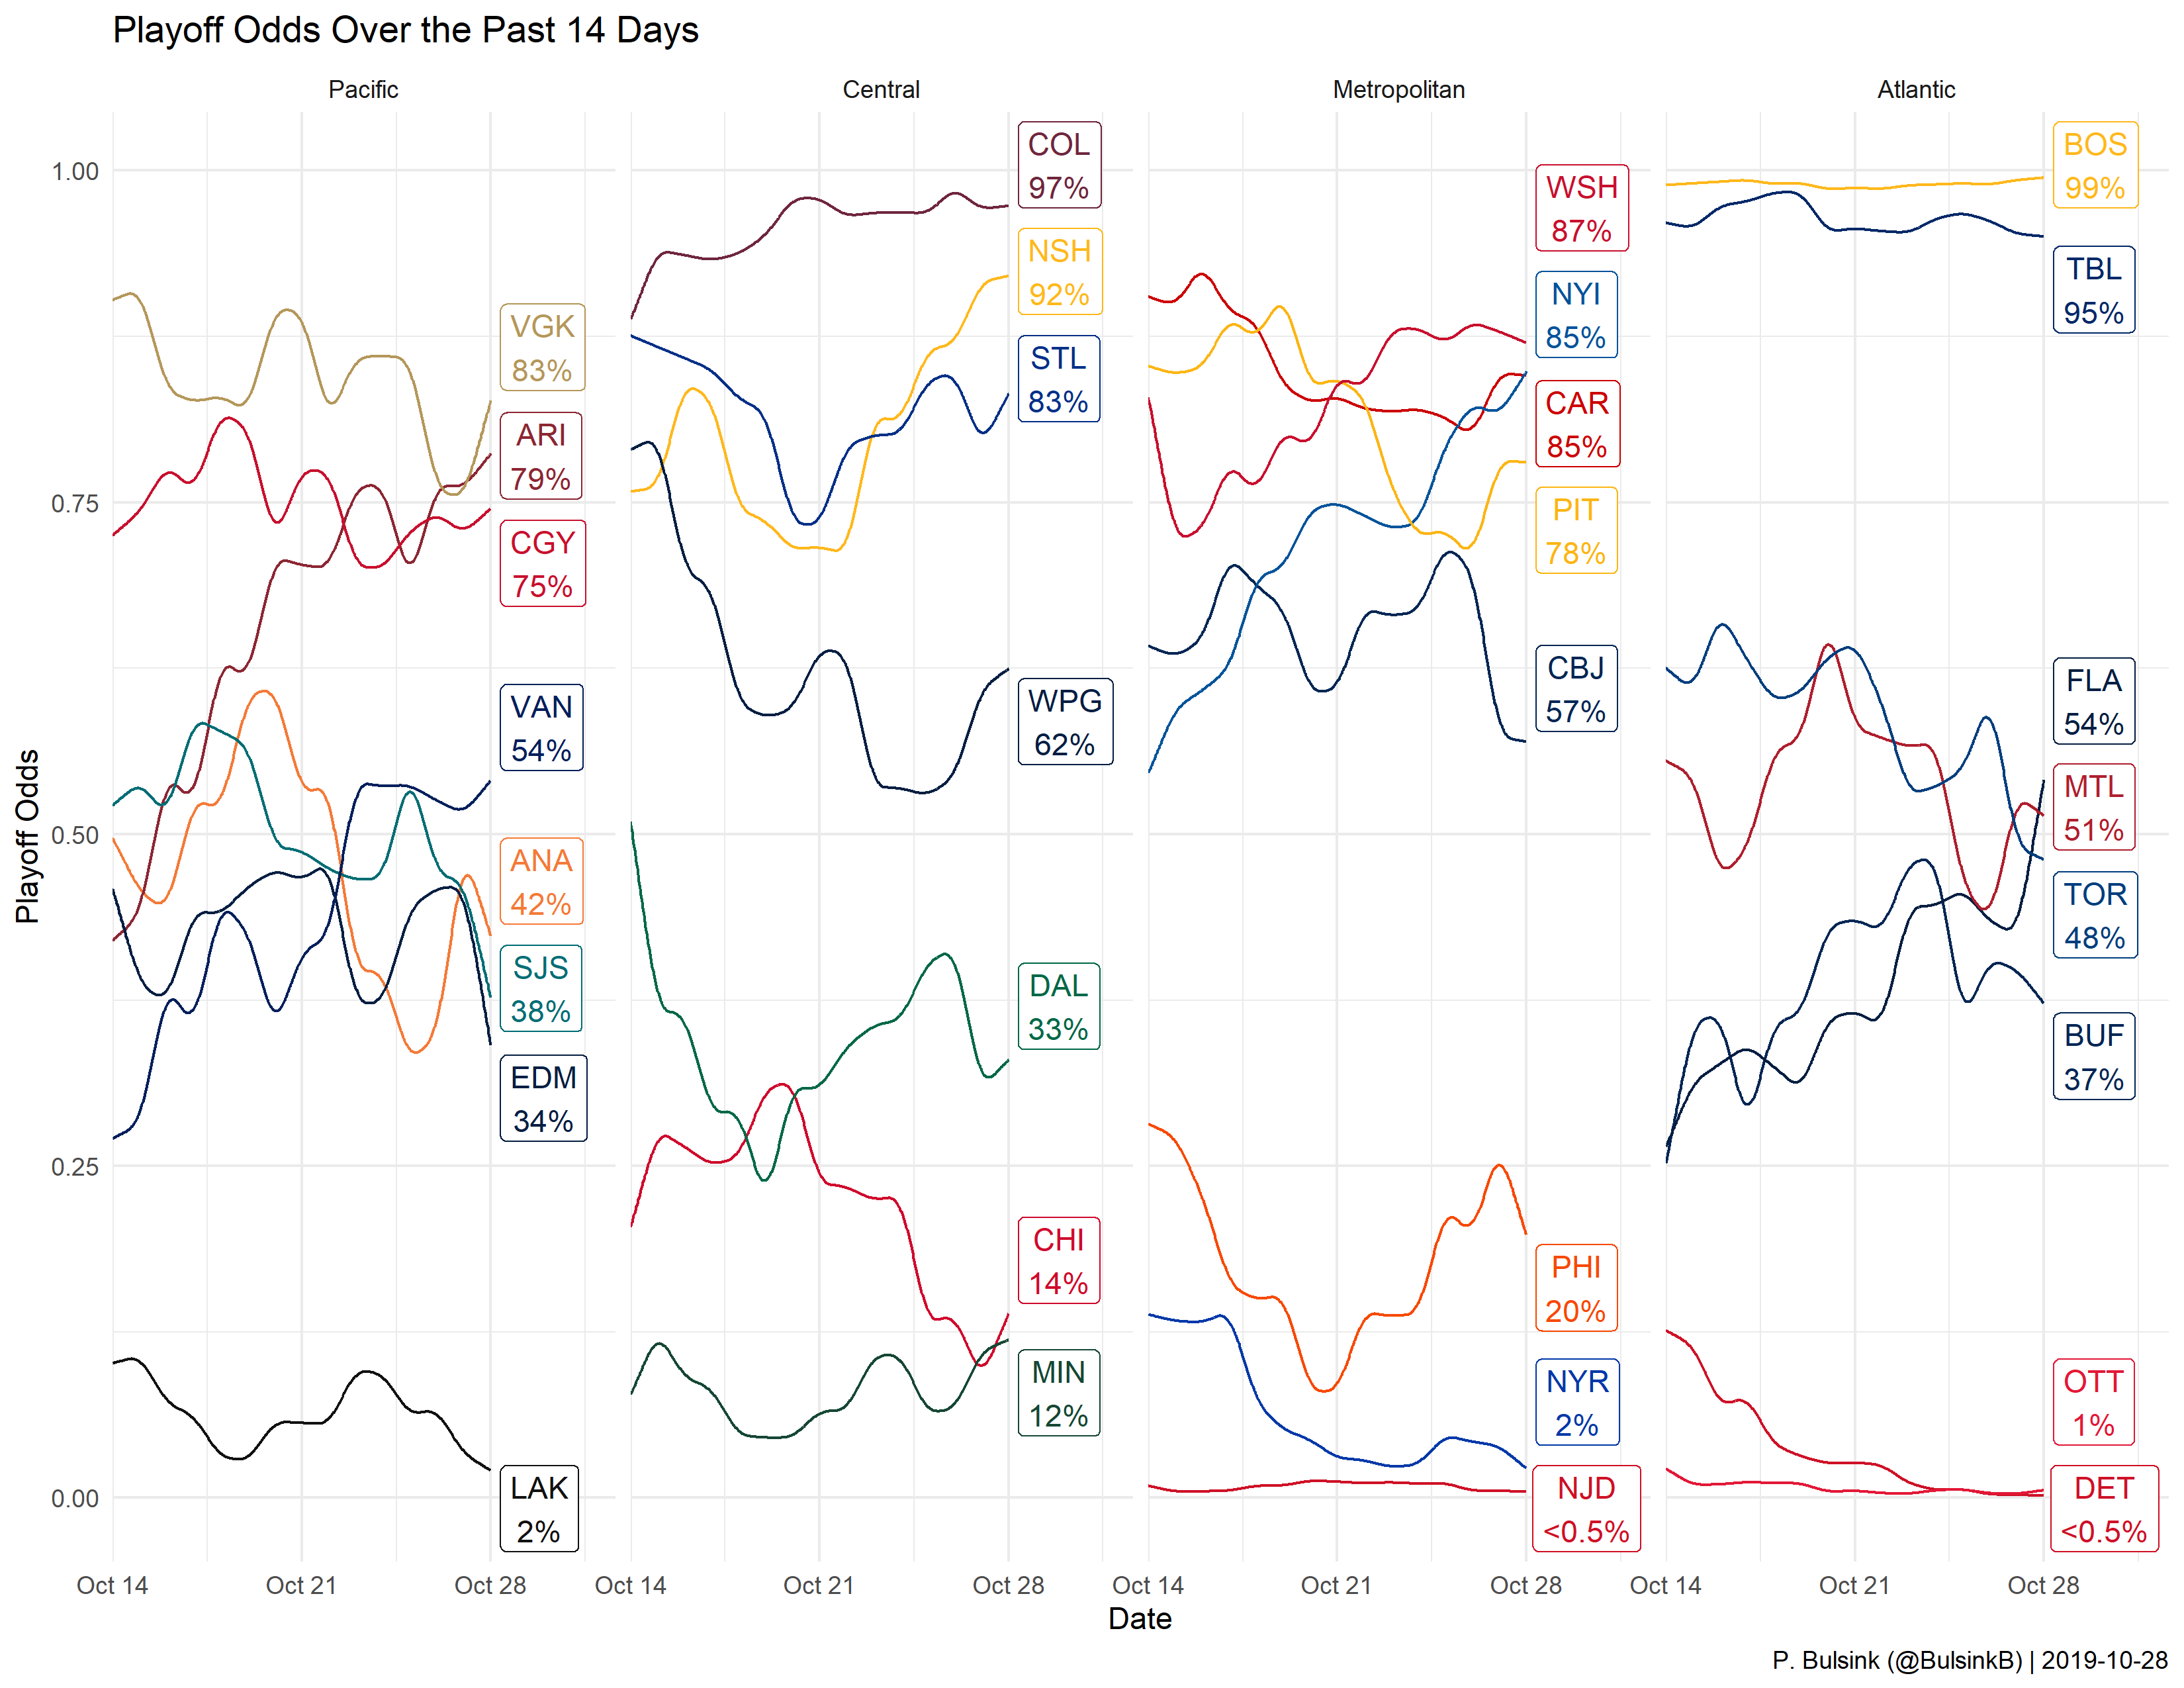 Playoff Odds Over the Past 14 Days
Pacific
Central
Metropolitan
Atlantic
Playoff Odds
1.00
0.75
0.50
0.25
0.00
VGK
83%
ARI
79%
CGY
75%
VAN
54%
ANA
42%
SJS
38%
EDM
34%
LAK
2%
COL
97%
NSH
92%
STL
83%
WPG
62%
DAL
33%
CHI
14%
MIN
12%
WSH
87%
NYI
85%
CAR
85%
PIT
78%
CBJ
57%
PHI
20%
NYR
2%
NJD
<0.5%
BOS
99%
TBL
95%
FLA
54%
MTL
51%
TOR
48%
BUF
37%
OTT
1%
DET
<0.5%
Oct 14 Oct 21 Oct 28
Oct 14 Oct 21 Oct 28
Oct 14 Oct 21 Oct 28
Oct 14 Oct 21 Oct 28
Date
P. Bulsink (@BulsinkB) | 2019-10-28